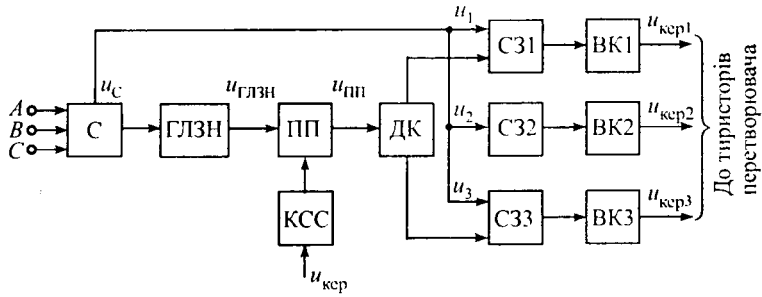 u1
СЗ1
ВК1
uкер1
uС
uГЛЗН
uПП
A
B
C
С
ГЛЗН
ПП
ДК
u2
СЗ2
ВК2
uкер2
u3
КСС
СЗ3
ВК3
uкер3
uкер
До тиристорів
перетворювача